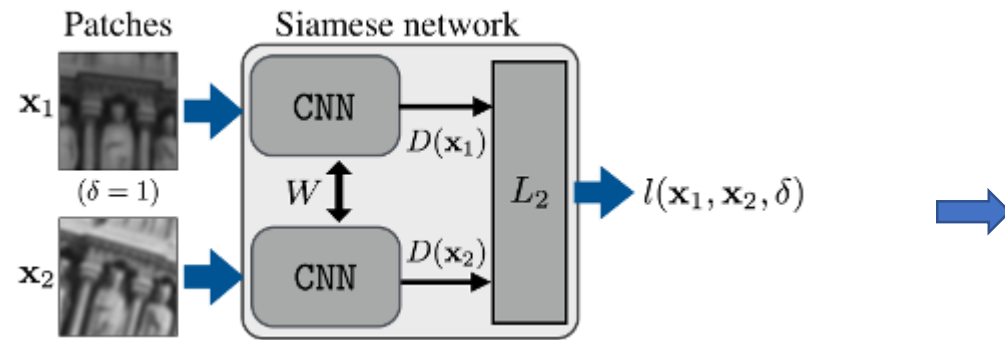 Patches
Siamese network
x₁
CNN
D(x₁)
(δ = 1)
W
L₂
l(x₁, x₂, δ)
x₂
CNN
D(x₂)